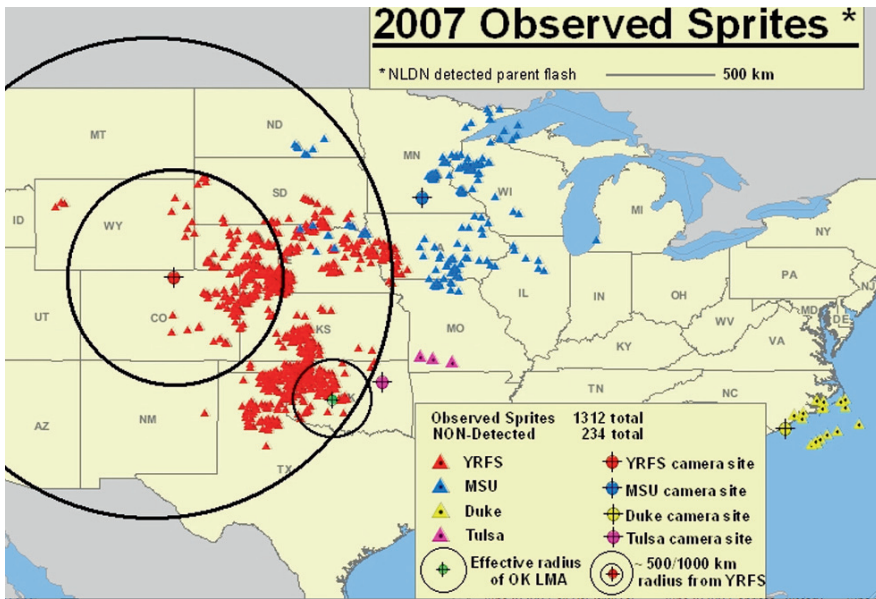 2007 Observed Sprites *
* NLDN detected parent flash 500 km
ND
MT
MN
SD
WI
ID
WY
MI
NY
IA
PA
NJ
IL
IN
OH
UT
CO
MD
DE
WV
KS
MO
VA
KY
NC
TN
OK
AZ
NM
TX
Observed Sprites 1312 total
NON-Detected 234 total
YRFS YRFS camera site
MSU MSU camera site
Duke Duke camera site
Tulsa Tulsa camera site
Effective radius of OK LMA
~ 500/1000 km radius from YRFS